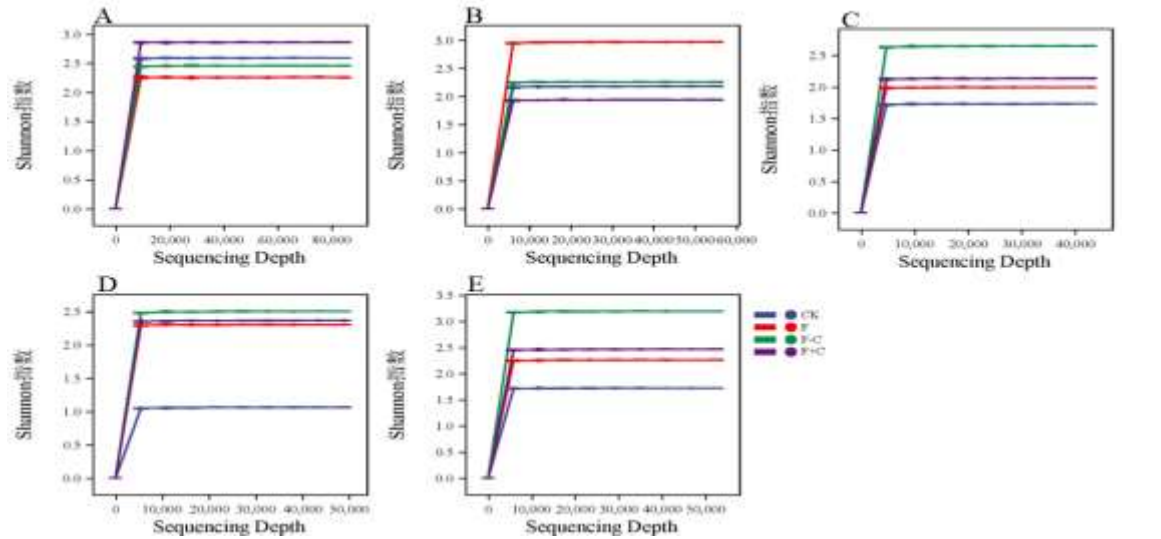 A
Shannon指数
3.0
2.5
2.0
1.5
1.0
0.5
0.0
0 20,000 40,000 60,000 80,000
Sequencing Depth
B
Shannon指数
3.0
2.5
2.0
1.5
1.0
0.5
0.0
0 10,000 20,000 30,000 40,000 50,000 60,000
Sequencing Depth
C
Shannon指数
2.5
2.0
1.5
1.0
0.5
0.0
0 10,000 20,000 30,000 40,000
Sequencing Depth
D
Shannon指数
2.5
2.0
1.5
1.0
0.5
0.0
0 10,000 20,000 30,000 40,000 50,000
Sequencing Depth
E
Shannon指数
3.5
3.0
2.5
2.0
1.5
1.0
0.5
0.0
0 10,000 20,000 30,000 40,000 50,000
Sequencing Depth
CK
F
F-C
F+C